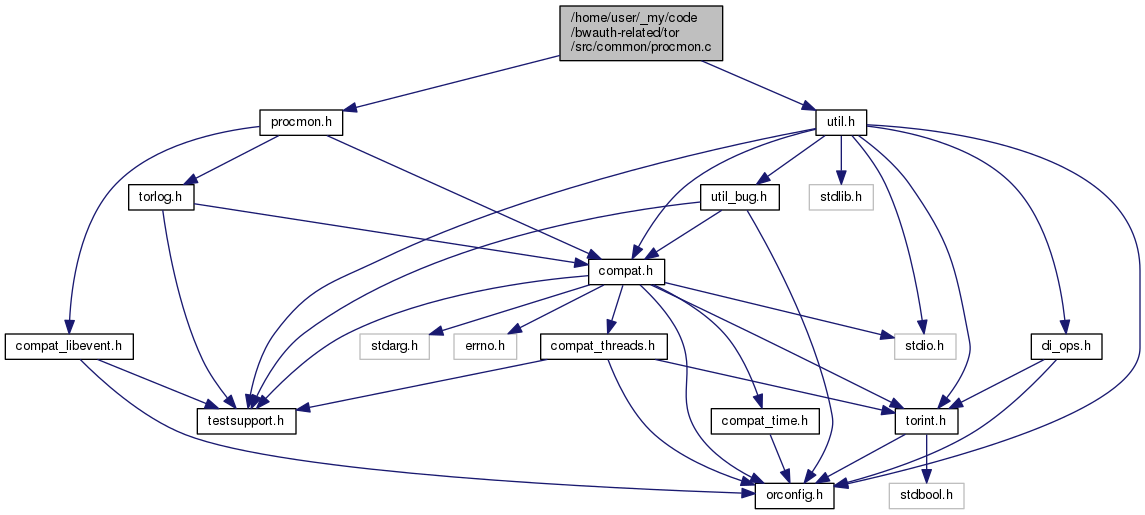 /home/user/_my/code
/bwauth-related/tor
/src/common/procmon.c
procmon.h
util.h
torlog.h
util_bug.h
stdlib.h
compat.h
compat_libevent.h
stdarg.h
errno.h
compat_threads.h
stdio.h
di_ops.h
testsupport.h
compat_time.h
torint.h
orconfig.h
stdbool.h